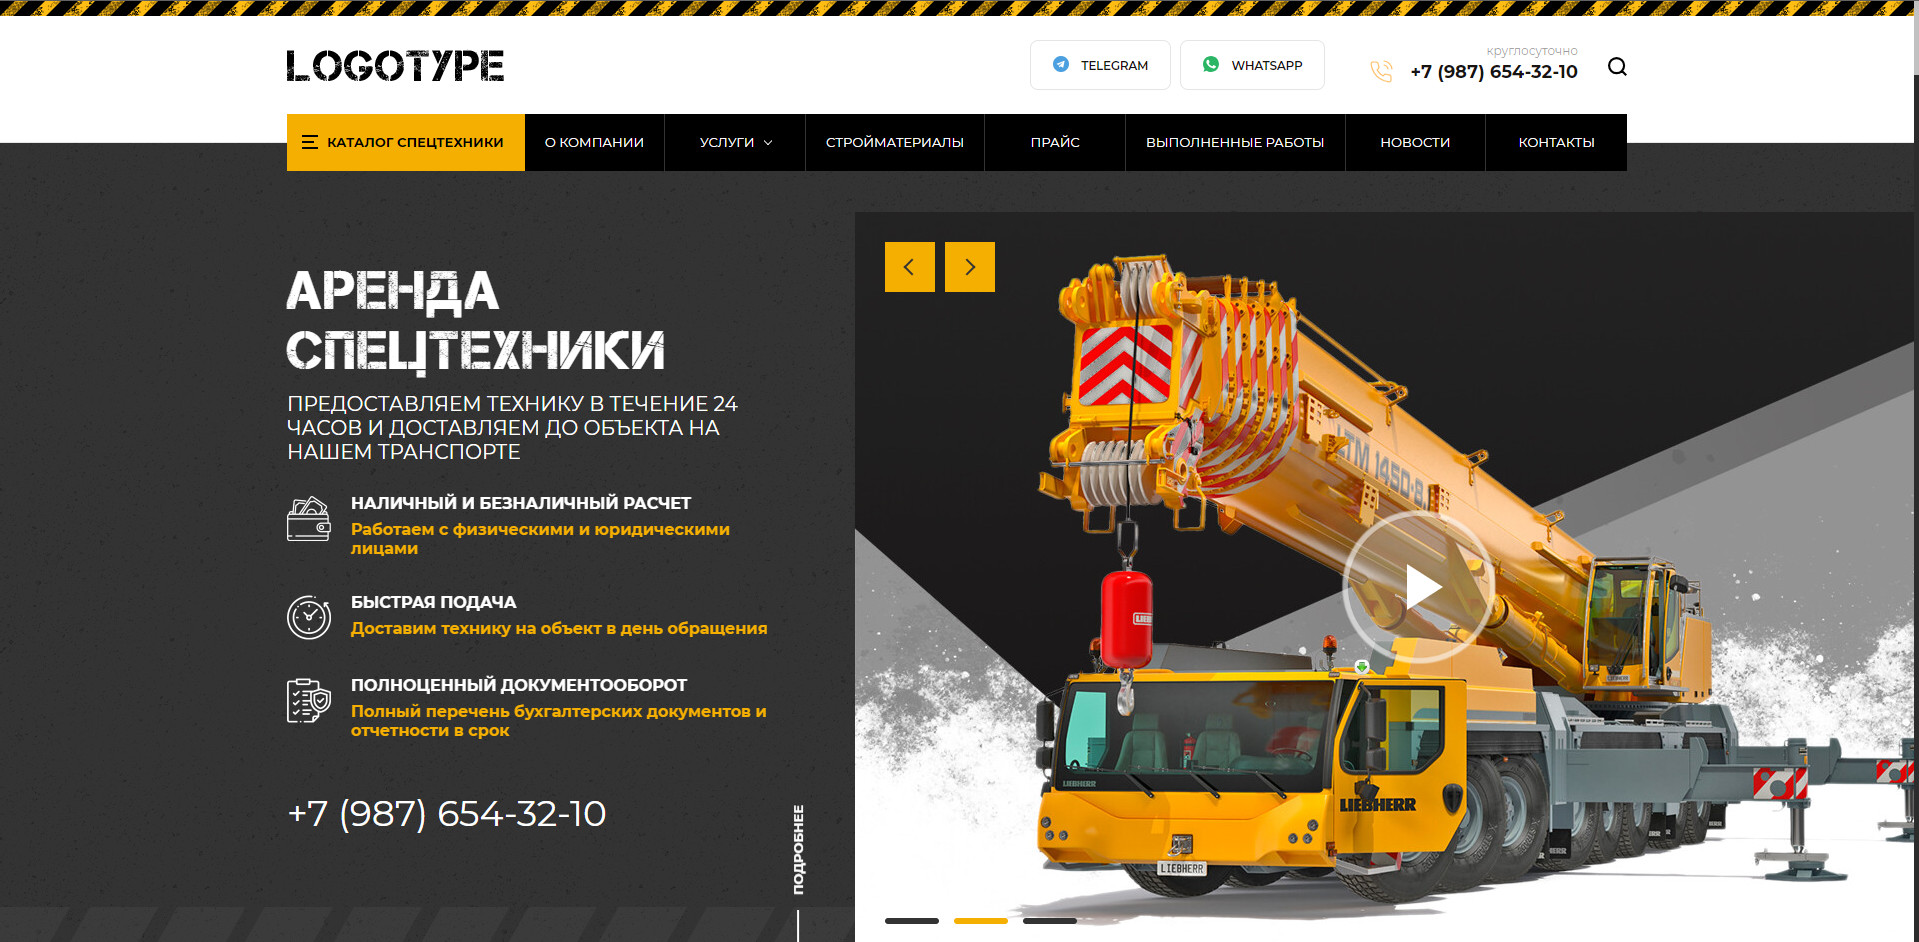 LOGOTYPE
TELEGRAM
WHATSAPP
круглосуточно
+7 (987) 654-32-10
КАТАЛОГ СПЕЦТЕХНИКИ
О КОМПАНИИ
УСЛУГИ
СТРОЙМАТЕРИАЛЫ
ПРАЙС
ВЫПОЛНЕННЫЕ РАБОТЫ
НОВОСТИ
КОНТАКТЫ
АРЕНДА
СПЕЦТЕХНИКИ
ПРЕДОСТАВЛЯЕМ ТЕХНИКУ В ТЕЧЕНИЕ 24
ЧАСОВ И ДОСТАВЛЯЕМ ДО ОБЪЕКТА НА
НАШЕМ ТРАНСПОРТЕ
НАЛИЧНЫЙ И БЕЗНАЛИЧНЫЙ РАСЧЕТ
Работаем с физическими и юридическими
лицами
БЫСТРАЯ ПОДАЧА
Доставим технику на объект в день обращения
ПОЛНОЦЕННЫЙ ДОКУМЕНТООБОРОТ
Полный перечень бухгалтерских документов и
отчетности в срок
+7 (987) 654-32-10
ПОДРОБНЕЕ
LTM 1450-8.1
LIEBHERR
LIEBHERR
LIEBHERR